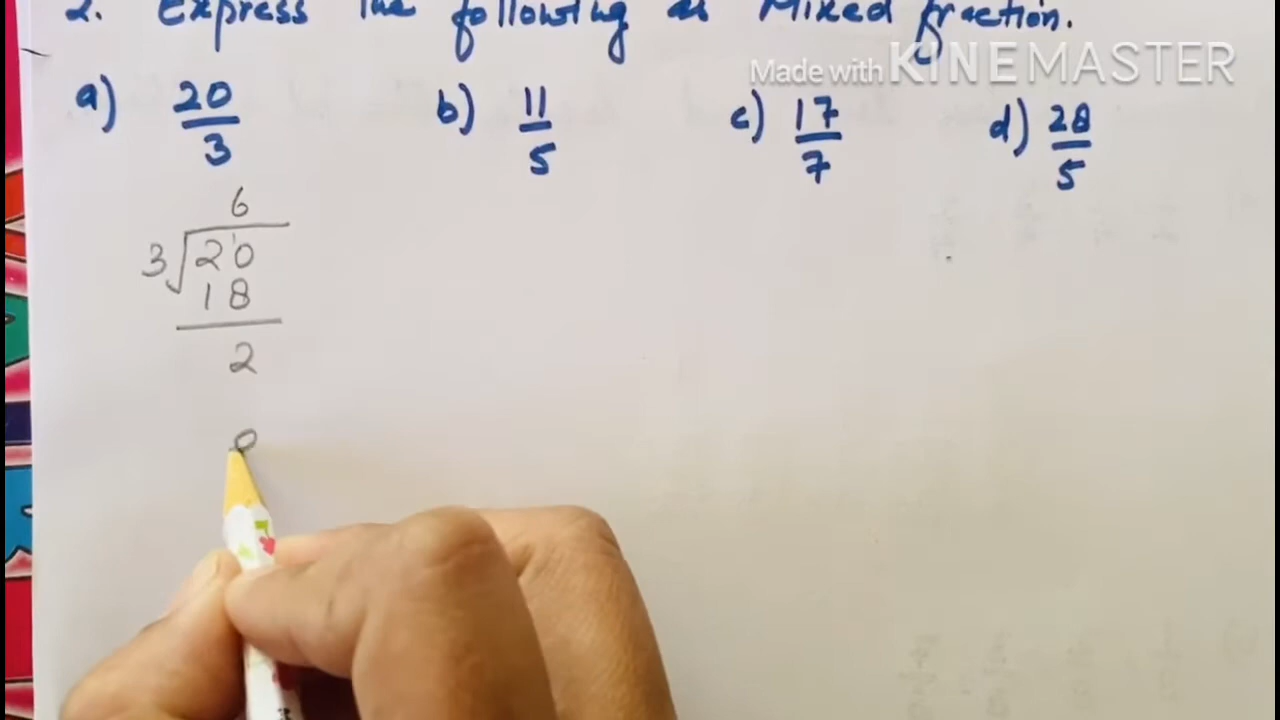 2. Express the following as Mixed fraction.
Made with KINEMASTER
a) 20/3 b) 11/5 c) 17/7 d) 28/5
6
3√20
18
2